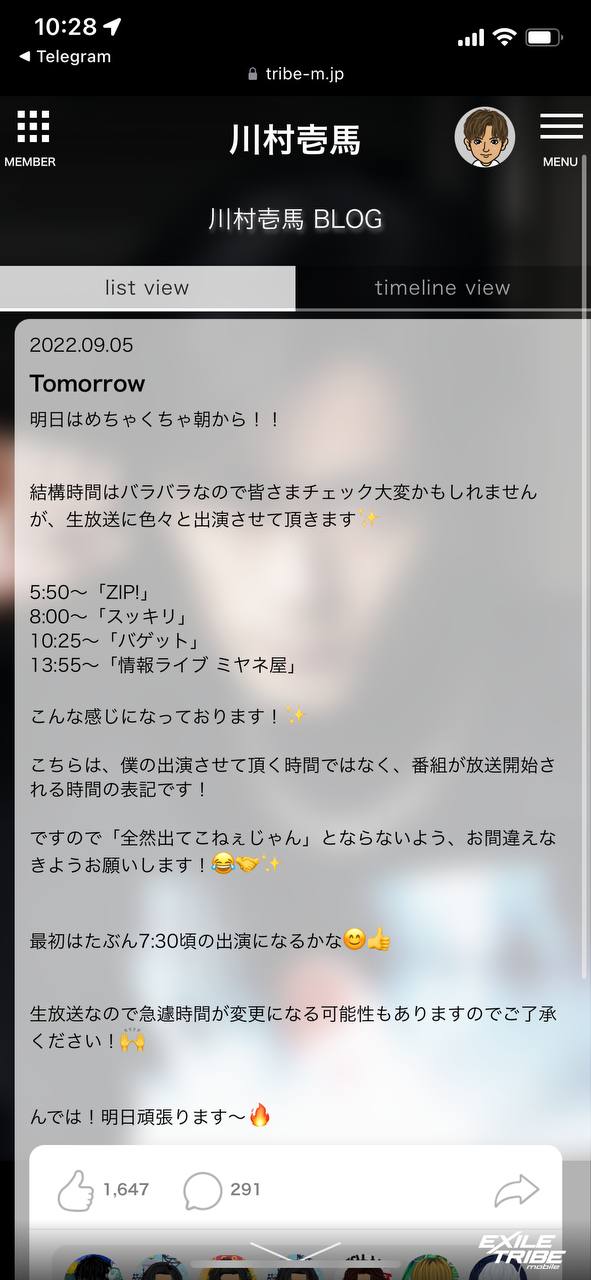 10:28
Telegram
tribe-m.jp
MEMBER
川村壱馬
MENU
川村壱馬 BLOG
list view
timeline view
2022.09.05
Tomorrow
明日はめちゃくちゃ朝から！！
結構時間はバラバラなので皆さまチェック大変かもしれません
が、生放送に色々と出演させて頂きます✨
5:50〜「ZIP!」
8:00〜「スッキリ」
10:25〜「バゲット」
13:55〜「情報ライブ ミヤネ屋」
こんな感じになっております！✨
こちらは、僕の出演させて頂く時間ではなく、番組が放送開始さ
れる時間の表記です！
ですので「全然出てこねぇじゃん」とならないよう、お間違えな
きようお願いします！😂🤝✨
最初はたぶん7:30頃の出演になるかな😊👍
生放送なので急遽時間が変更になる可能性もありますのでご了承
ください！🙌
んでは！明日頑張ります〜🔥
1,647
291
EXILE
TRIBE
mobile